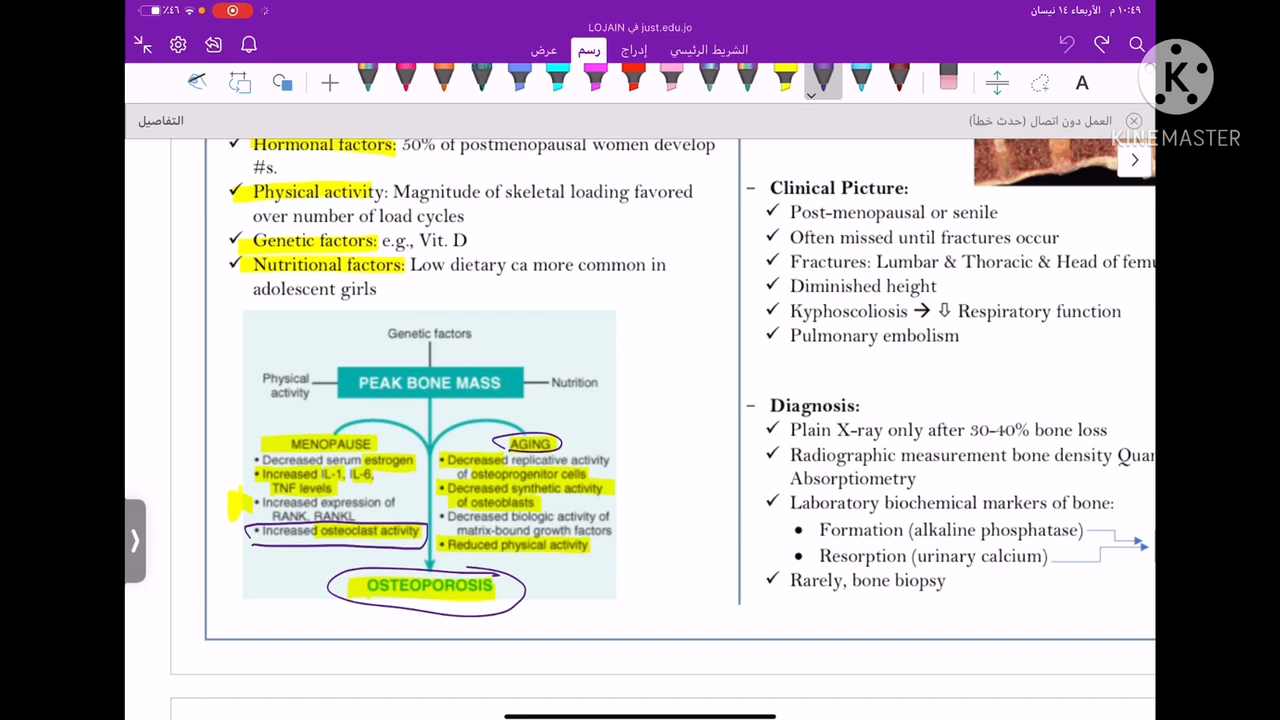 ٪٤٦
١٠:٤٩ م الأربعاء ١٤ نيسان
LOJAIN في just.edu.jo
الشريط الرئيسي إدراج رسم عرض
A
التفاصيل
العمل دون اتصال (حدث خطأ)
K
KINEMASTER
✓ Hormonal factors: 50% of postmenopausal women develop
#s.
✓ Physical activity: Magnitude of skeletal loading favored
over number of load cycles
✓ Genetic factors: e.g., Vit. D
✓ Nutritional factors: Low dietary ca more common in
adolescent girls
Genetic factors
Physical
activity
PEAK BONE MASS
Nutrition
MENOPAUSE
• Decreased serum estrogen
• Increased IL-1, IL-6,
TNF levels
• Increased expression of
RANK, RANKL
• Increased osteoclast activity
AGING
• Decreased replicative activity
of osteoprogenitor cells
• Decreased synthetic activity
of osteoblasts
• Decreased biologic activity of
matrix-bound growth factors
• Reduced physical activity
OSTEOPOROSIS
– Clinical Picture:
✓ Post-menopausal or senile
✓ Often missed until fractures occur
✓ Fractures: Lumbar & Thoracic & Head of femu
✓ Diminished height
✓ Kyphoscoliosis → ⇩ Respiratory function
✓ Pulmonary embolism
– Diagnosis:
✓ Plain X-ray only after 30-40% bone loss
✓ Radiographic measurement bone density Quan
Absorptiometry
✓ Laboratory biochemical markers of bone:
• Formation (alkaline phosphatase)
• Resorption (urinary calcium)
✓ Rarely, bone biopsy